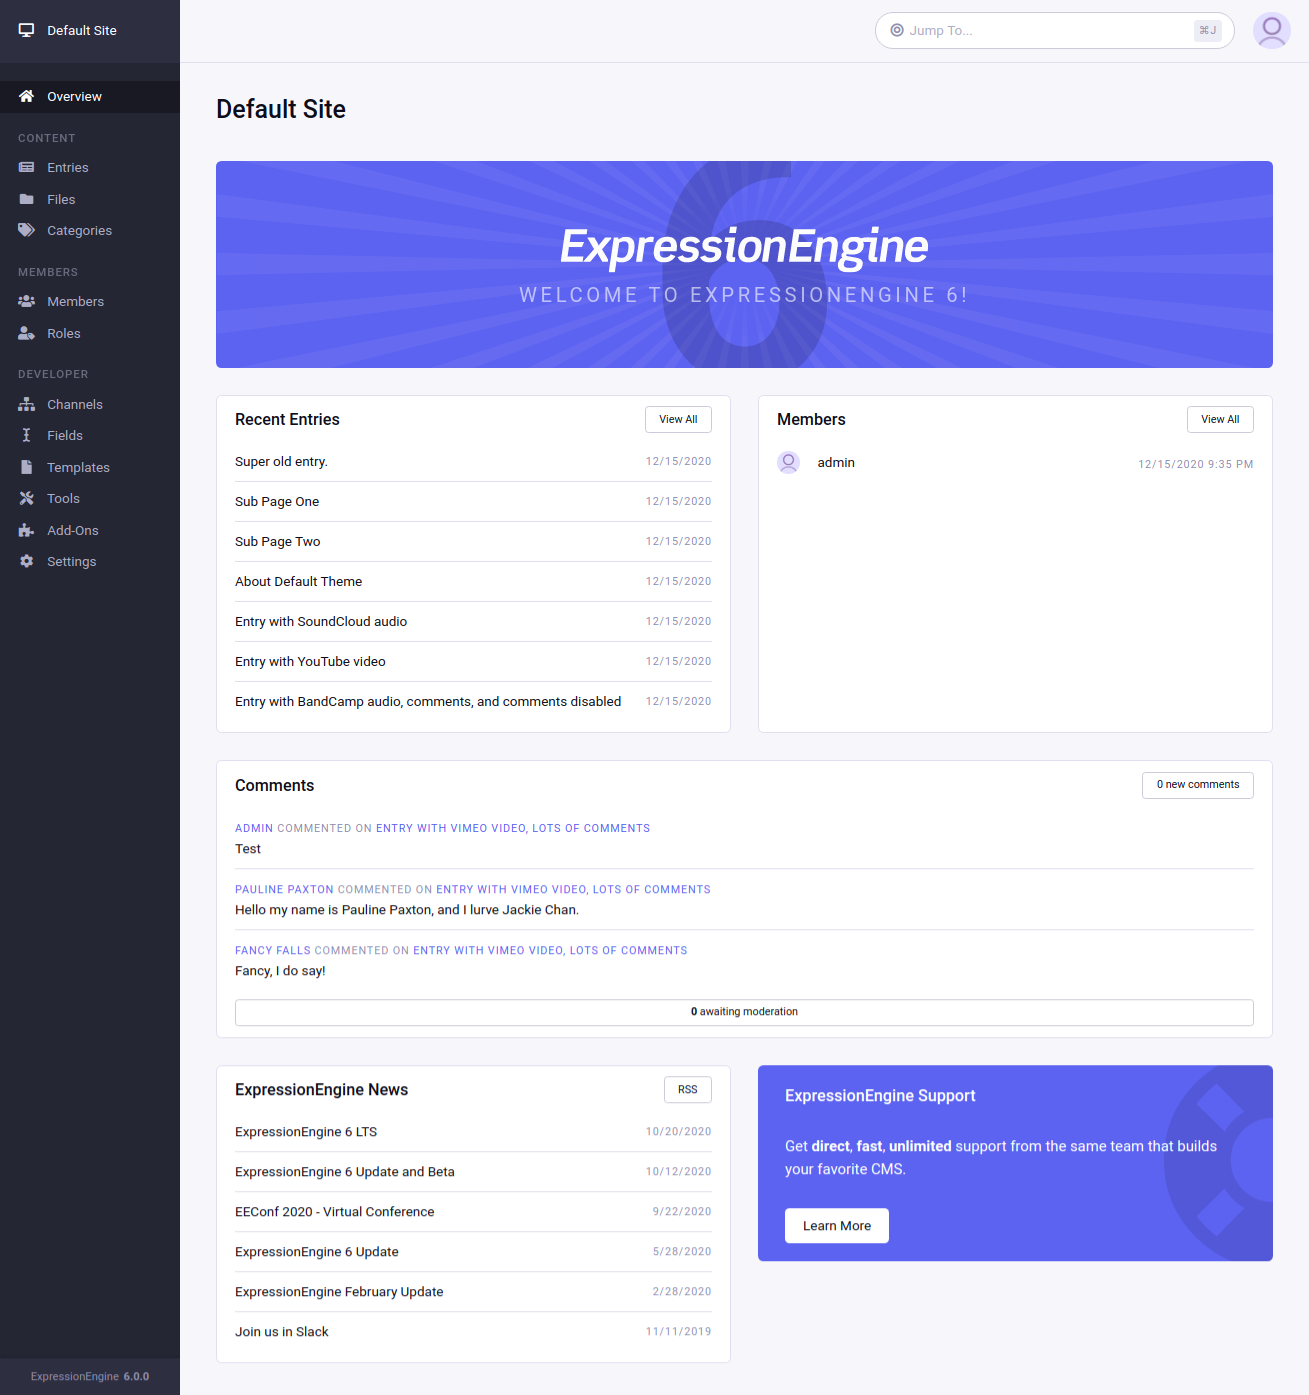 Default Site
Jump To...
⌘J
Overview
CONTENT
Entries
Files
Categories
MEMBERS
Members
Roles
DEVELOPER
Channels
Fields
Templates
Tools
Add-Ons
Settings
ExpressionEngine 6.0.0
Default Site
6
ExpressionEngine
WELCOME TO EXPRESSIONENGINE 6!
Recent Entries
View All
Super old entry. 12/15/2020
Sub Page One 12/15/2020
Sub Page Two 12/15/2020
About Default Theme 12/15/2020
Entry with SoundCloud audio 12/15/2020
Entry with YouTube video 12/15/2020
Entry with BandCamp audio, comments, and comments disabled 12/15/2020
Members
View All
admin 12/15/2020 9:35 PM
Comments
0 new comments
ADMIN COMMENTED ON ENTRY WITH VIMEO VIDEO, LOTS OF COMMENTS
Test
PAULINE PAXTON COMMENTED ON ENTRY WITH VIMEO VIDEO, LOTS OF COMMENTS
Hello my name is Pauline Paxton, and I lurve Jackie Chan.
FANCY FALLS COMMENTED ON ENTRY WITH VIMEO VIDEO, LOTS OF COMMENTS
Fancy, I do say!
0 awaiting moderation
ExpressionEngine News
RSS
ExpressionEngine 6 LTS 10/20/2020
ExpressionEngine 6 Update and Beta 10/12/2020
EEConf 2020 - Virtual Conference 9/22/2020
ExpressionEngine 6 Update 5/28/2020
ExpressionEngine February Update 2/28/2020
Join us in Slack 11/11/2019
ExpressionEngine Support
Get direct, fast, unlimited support from the same team that builds
your favorite CMS.
Learn More